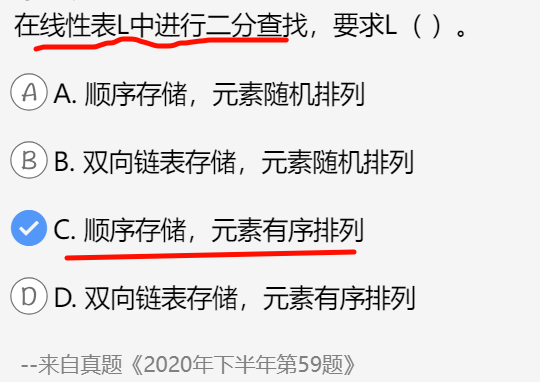 在线性表L中进行二分查找，要求L（ ）。
A A. 顺序存储，元素随机排列
B B. 双向链表存储，元素随机排列
C. 顺序存储，元素有序排列
D D. 双向链表存储，元素有序排列
--来自真题《2020年下半年第59题》